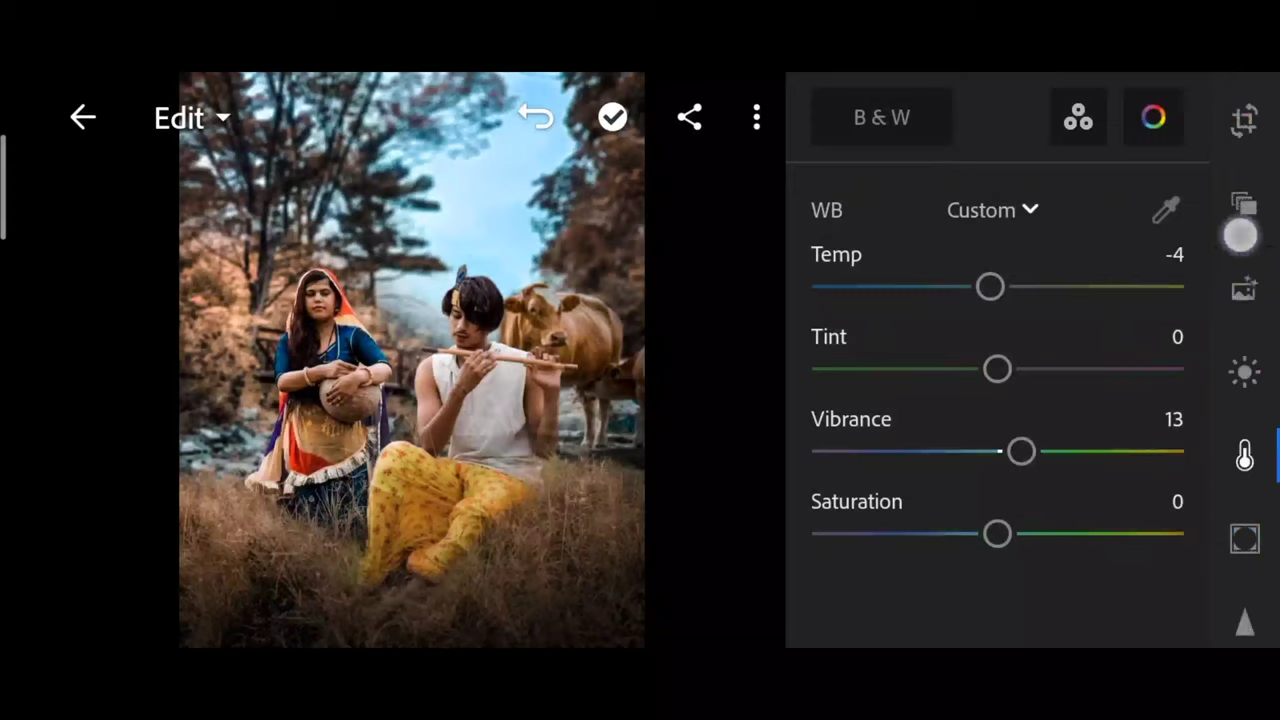 Edit
B & W
WB Custom
Temp -4
Tint 0
Vibrance 13
Saturation 0